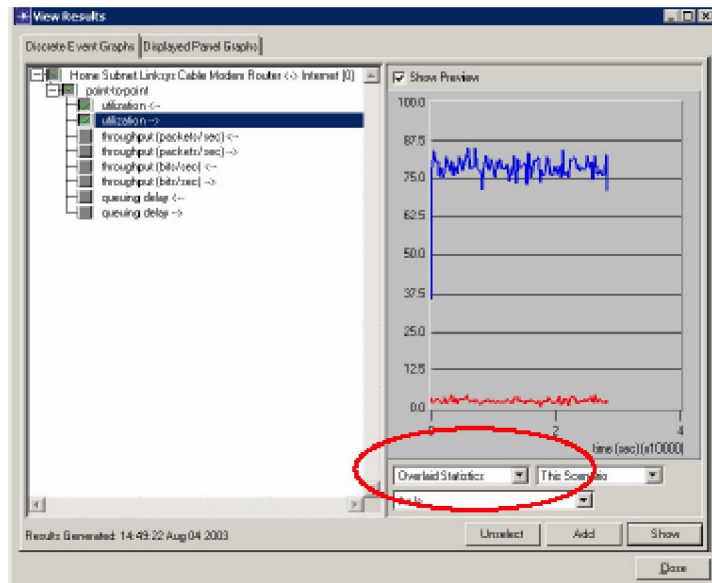 View Results
Discrete Event Graphs Displayed Panel Graphs
Home Subnet.Linksys Cable Modem Router <-> Internet [0]
point-to-point
utilization <--
utilization -->
throughput (packets/sec) <--
throughput (packets/sec) -->
throughput (bits/sec) <--
throughput (bits/sec) -->
queuing delay <--
queuing delay -->
Show Preview
100.0
87.5
75.0
62.5
50.0
37.5
25.0
12.5
0.0
0 2 4
time (sec) (x10000)
Overlaid Statistics This Scenario
As Is
Results Generated: 14:49:22 Aug 04 2003
Unselect Add Show
Close